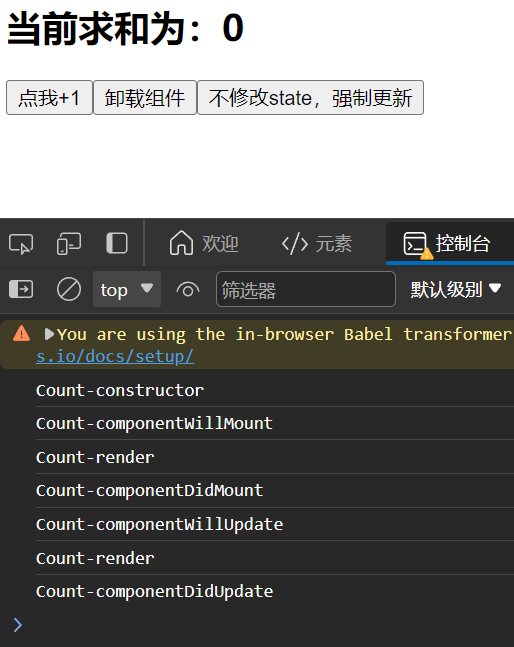 当前求和为：0
点我+1 卸载组件 不修改state，强制更新
欢迎 </> 元素 控制台
top 筛选器 默认级别
You are using the in-browser Babel transformer
s.io/docs/setup/
Count-constructor
Count-componentWillMount
Count-render
Count-componentDidMount
Count-componentWillUpdate
Count-render
Count-componentDidUpdate